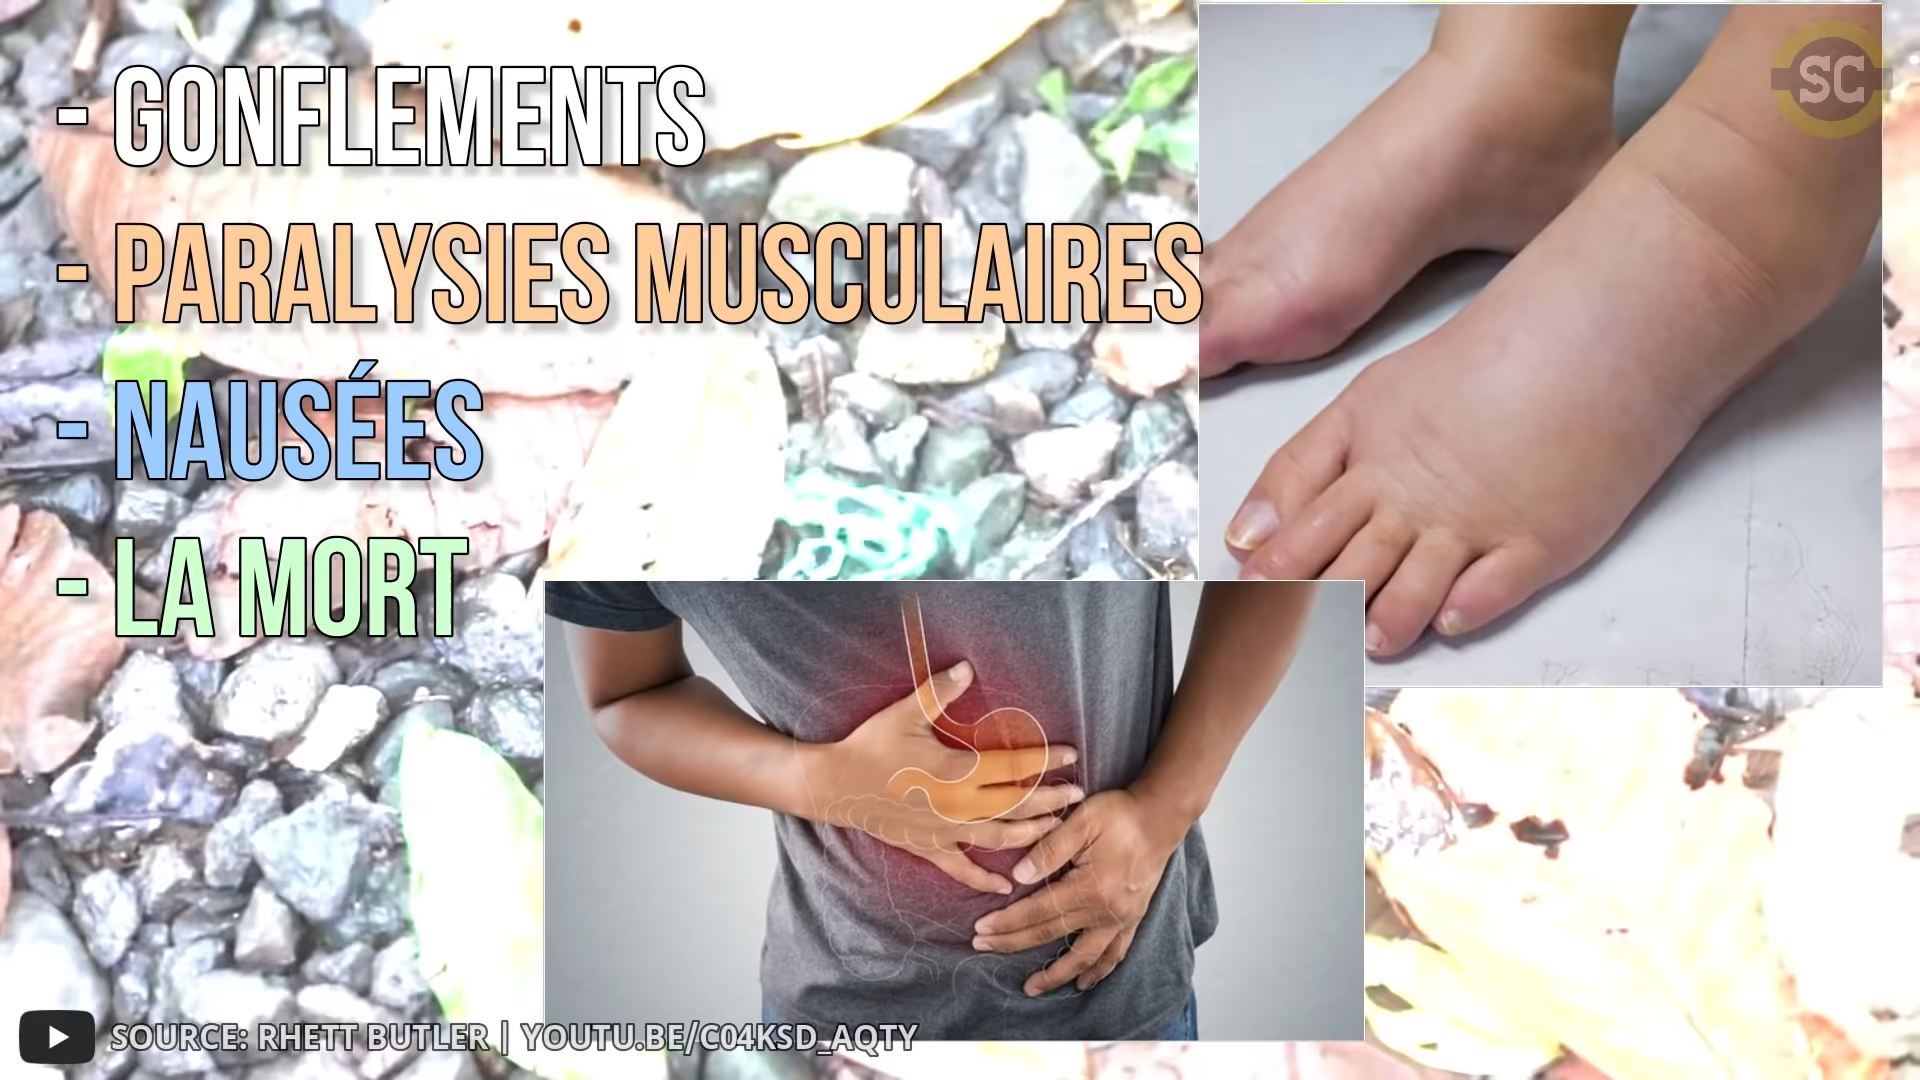 - GONFLEMENTS
- PARALYSIES MUSCULAIRES
- NAUSÉES
- LA MORT
SC
SOURCE: RHETT BUTLER | YOUTU.BE/C04KSD_AQTY